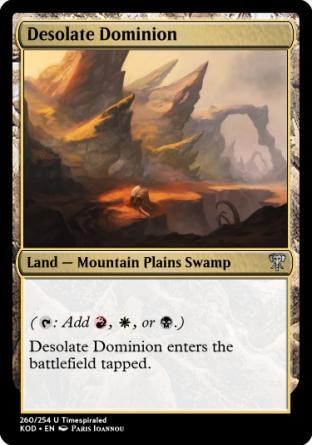 Desolate Dominion
Land — Mountain Plains Swamp
(T: Add R, W, or B.)
Desolate Dominion enters the
battlefield tapped.
260/254 U Timespiraled
KOD • EN Paris Ioannou